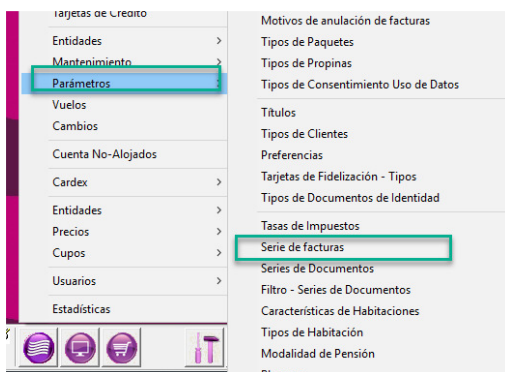 Tarjetas de Crédito
Entidades
Mantenimiento
Parámetros
Vuelos
Cambios
Cuenta No-Alojados
Cardex
Entidades
Precios
Cupos
Usuarios
Estadísticas
Motivos de anulación de facturas
Tipos de Paquetes
Tipos de Propinas
Tipos de Consentimiento Uso de Datos
Títulos
Tipos de Clientes
Preferencias
Tarjetas de Fidelización - Tipos
Tipos de Documentos de Identidad
Tasas de Impuestos
Serie de facturas
Series de Documentos
Filtro - Series de Documentos
Características de Habitaciones
Tipos de Habitación
Modalidad de Pensión